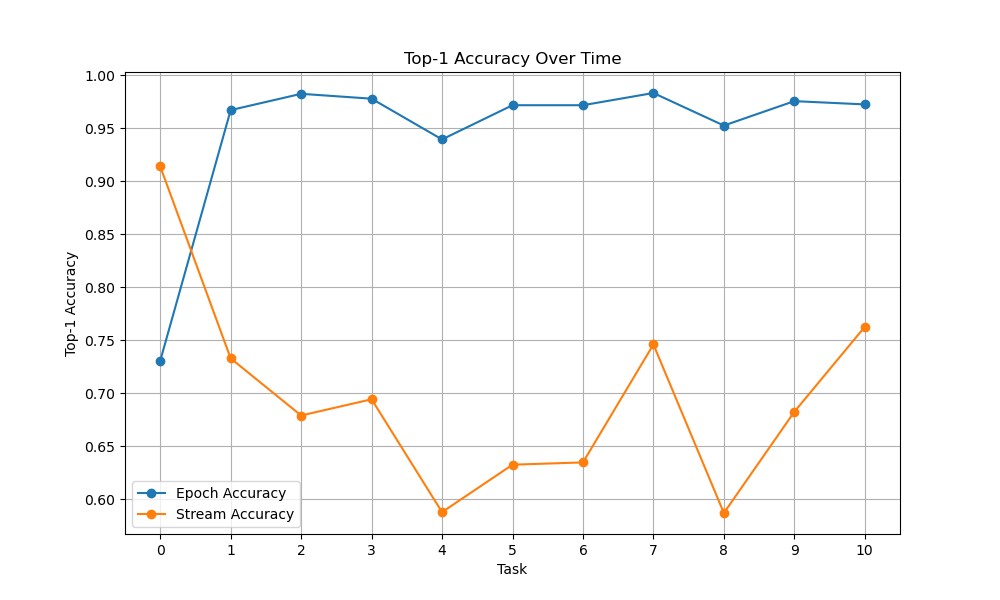 Top-1 Accuracy Over Time
Top-1 Accuracy
1.00
0.95
0.90
0.85
0.80
0.75
0.70
0.65
0.60
Epoch Accuracy
Stream Accuracy
0 1 2 3 4 5 6 7 8 9 10
Task